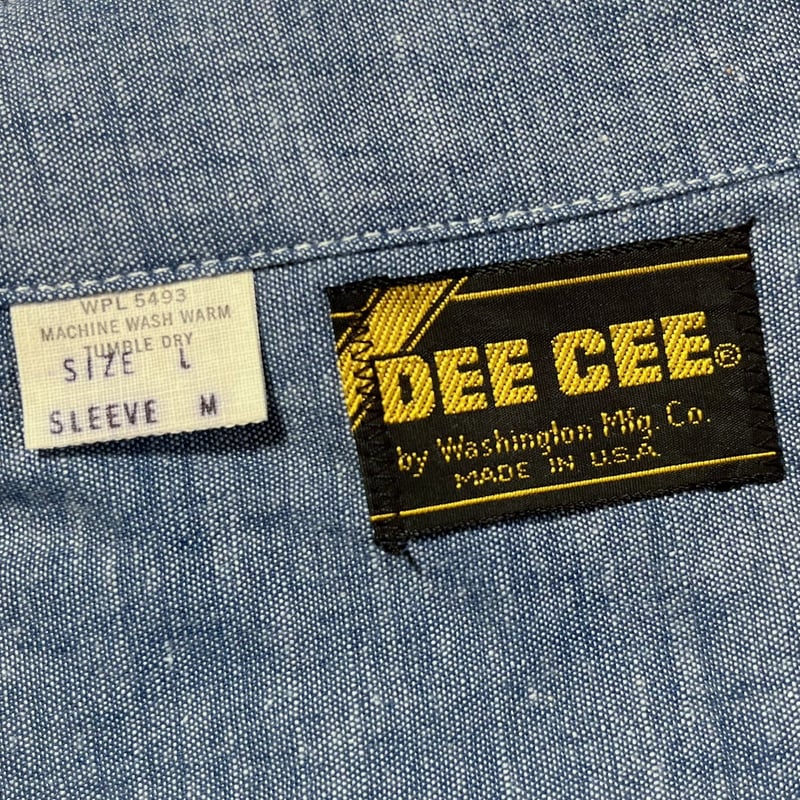 WPL 5493
MACHINE WASH WARM
TUMBLE DRY
SIZE L
SLEEVE M
DEE CEE®
by Washington Mfg. Co.
MADE IN U.S.A